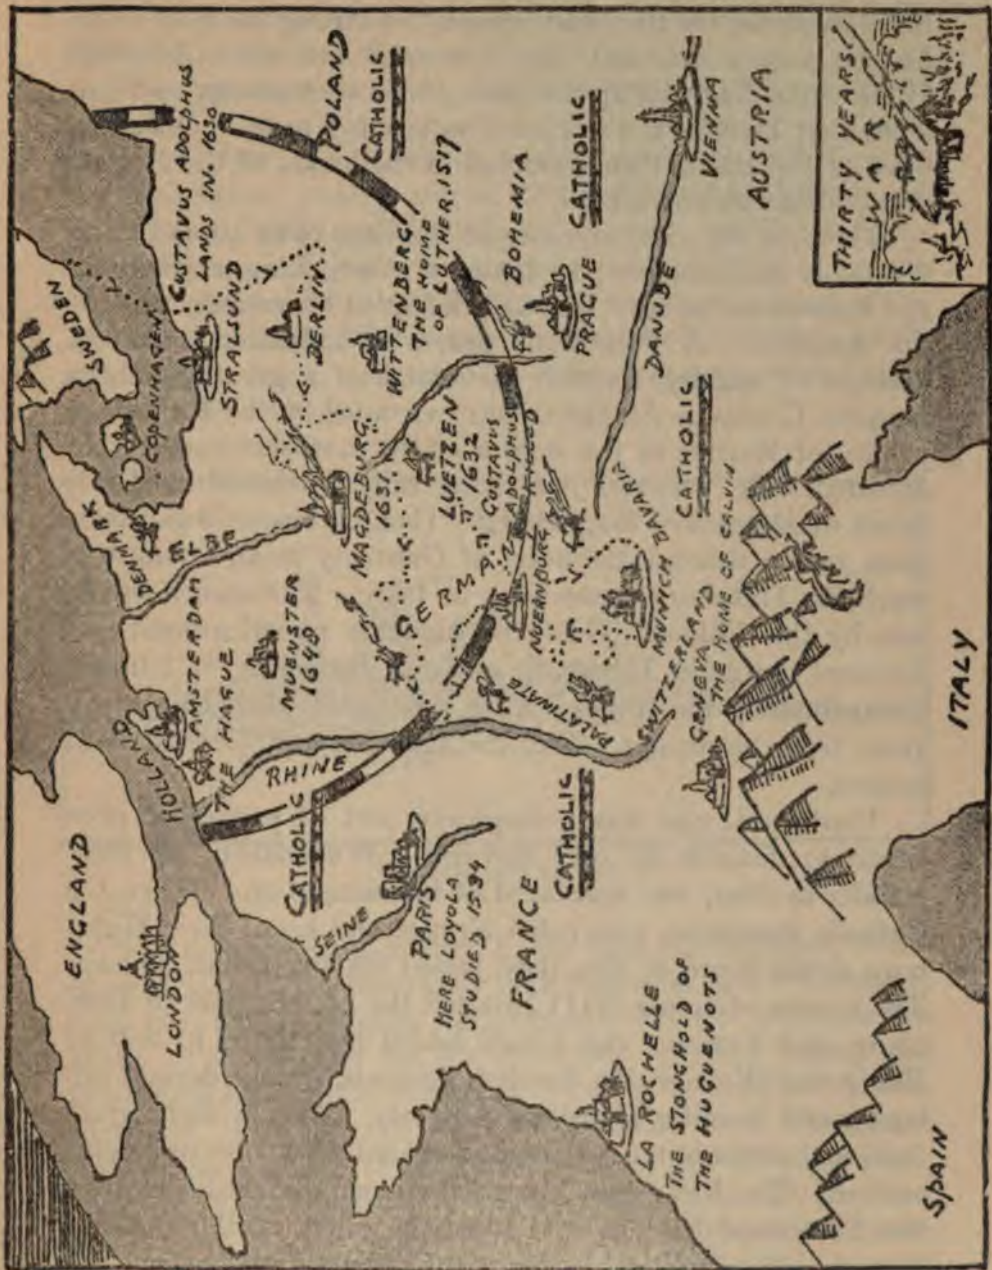 ENGLAND
LONDON
SWEDEN
COPENHAGEN
DENMARK
HOLLAND
AMSTERDAM
THE HAGUE
ELBE
GUSTAVUS ADOLPHUS
LANDS IN. 1630
STRALSUND
BERLIN
POLAND
CATHOLIC
WITTENBERG
THE HOME
OF LUTHER. 1517
MUENSTER
1648
MAGDEBURG,
1631
LUETZEN
1632
GUSTAVUS
ADOLPHUS
GERMAN
RHINE
CATHOLIC
SEINE
PARIS
HERE LOYOLA
STUDIED 1534
FRANCE
CATHOLIC
PALATINATE
NUERNBURG
BOHEMIA
PRAGUE
CATHOLIC
DANUBE
VIENNA
AUSTRIA
MUNICH
BAVARIA
CATHOLIC
SWITZERLAND
GENEVA
THE HOME OF CALVIN
LA ROCHELLE
THE STONGHOLD OF
THE HUGUENOTS
SPAIN
ITALY
THIRTY YEARS'
WAR